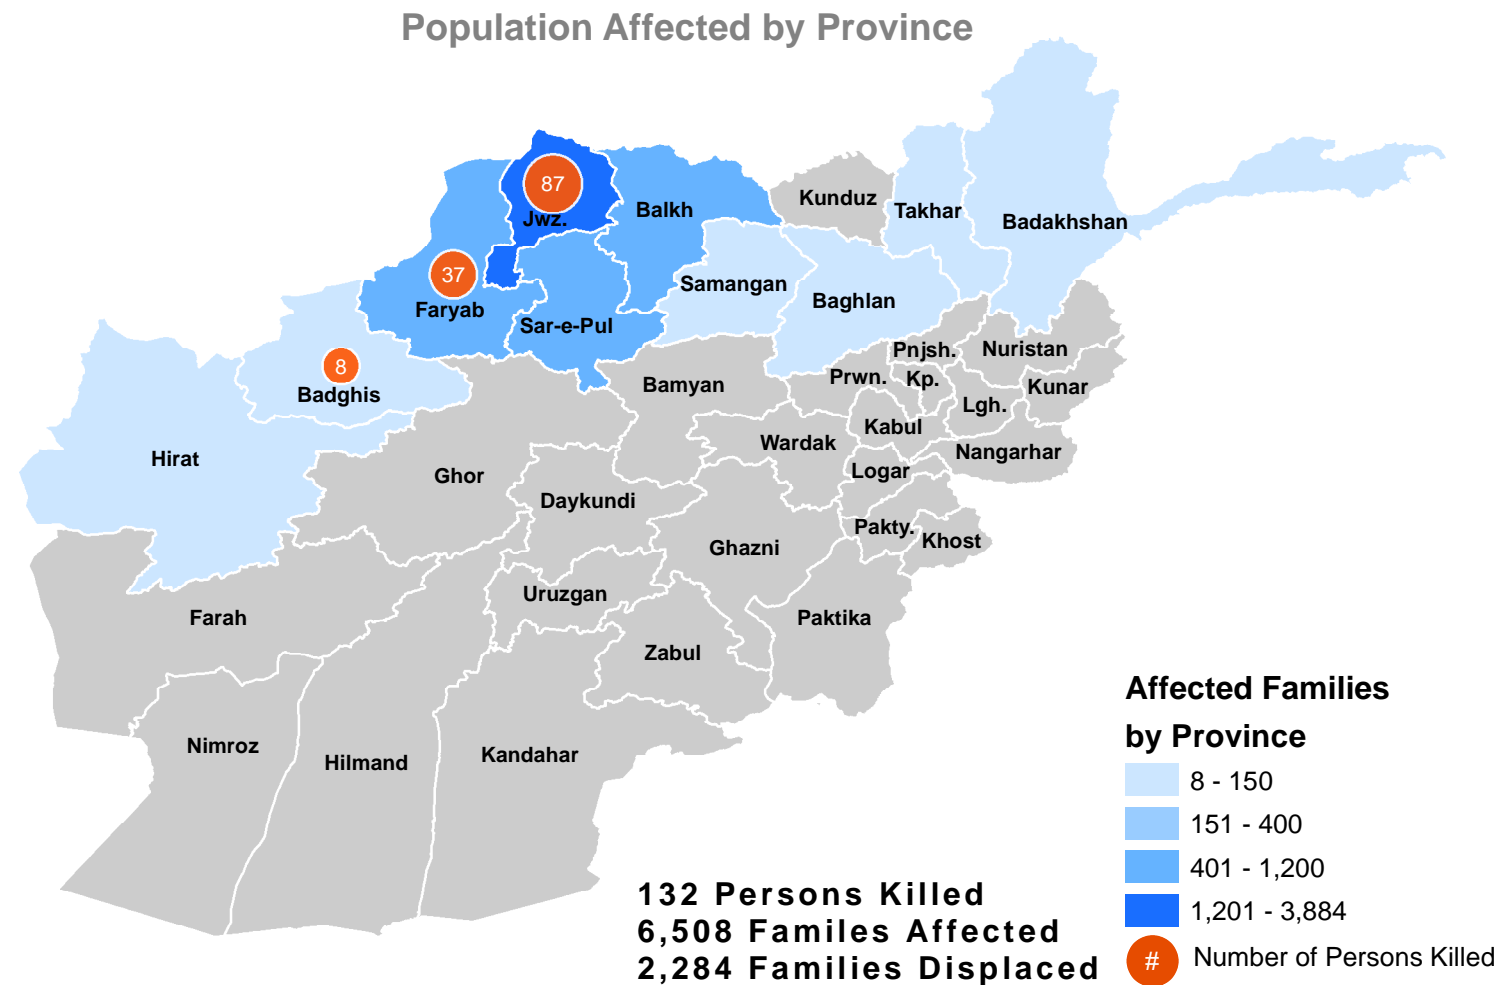 Population Affected by Province
87
Jwz.
Balkh
Kunduz
Takhar
Badakhshan
37
Faryab
Sar-e-Pul
Samangan
Baghlan
8
Badghis
Bamyan
Prwn.
Pnjsh.
Kp.
Nuristan
Kunar
Lgh.
Hirat
Ghor
Wardak
Kabul
Nangarhar
Logar
Daykundi
Ghazni
Pakty.
Khost
Uruzgan
Farah
Zabul
Paktika
Nimroz
Hilmand
Kandahar
132 Persons Killed
6,508 Familes Affected
2,284 Families Displaced
Affected Families
by Province
8 - 150
151 - 400
401 - 1,200
1,201 - 3,884
# Number of Persons Killed